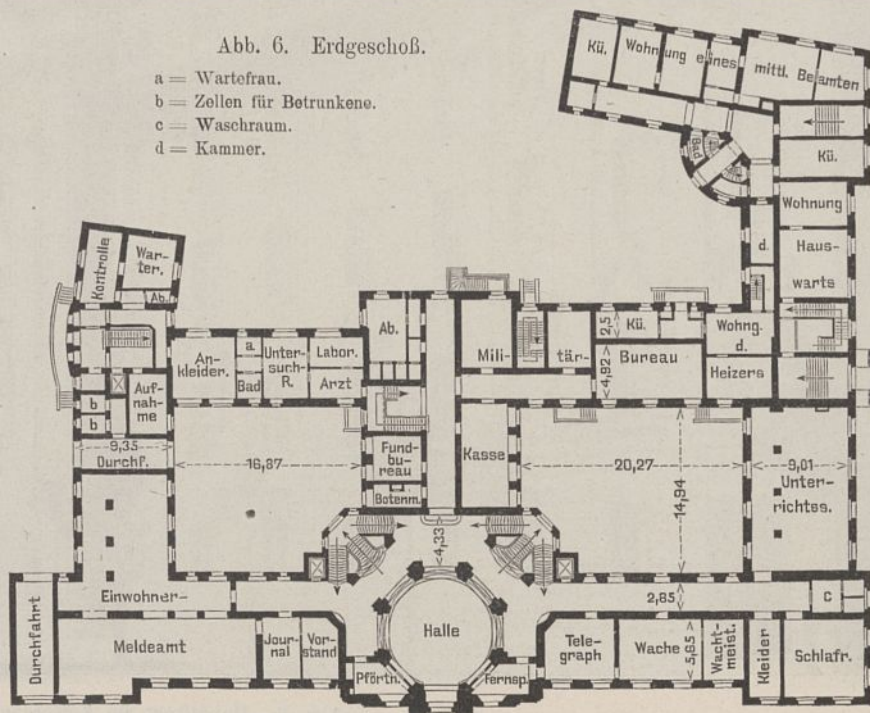 Abb. 6. Erdgeschoß.
a = Wartefrau.
b = Zellen für Betrunkene.
c = Waschraum.
d = Kammer.
Kü.
Wohnung eines
mittl. Beamten
Bad
Kü.
Wohnung
Haus-
warts
d.
Kontrolle
War-
ter.
Ab.
An-
kleider.
a.
Bad
Unter-
such-
R.
Labor.
Arzt
Ab.
Mili-
tär-
2,5
Kü.
Bureau
4,92
Wohng.
d.
Heizers
Auf-
nahme
b
b
9,35
Durchf.
16,87
Fund-
bu-
reau
Botenm.
Kasse
20,27
14,94
9,01
Unter-
richtss.
4,33
Einwohner-
2,85
c
Durchfahrt
Meldeamt
Jour-
nal
Vor-
stand
Halle
Pförtn.
Fernsp.
Tele-
graph
Wache
5,65
Wacht-
meist.
Kleider
Schlafr.